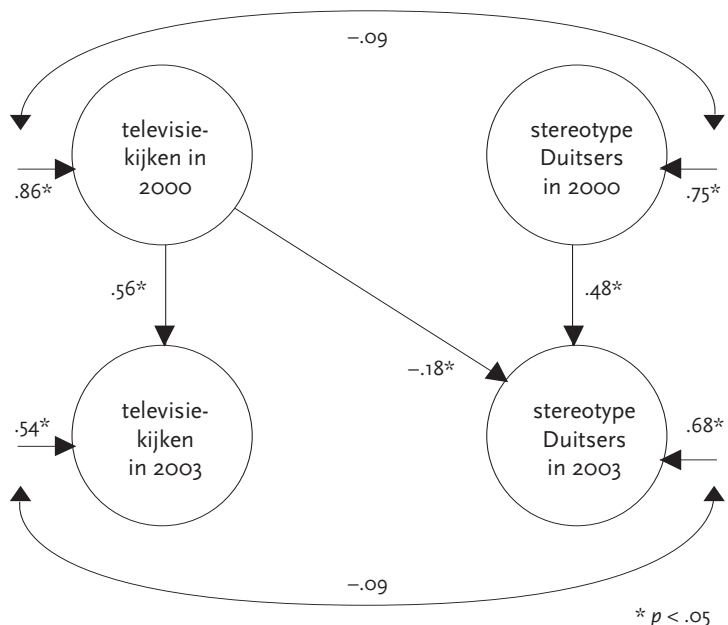 –.09
televisie-
kijken in
2000
stereotype
Duitsers
in 2000
.86*
.75*
.56*
.48*
–.18*
televisie-
kijken
in 2003
stereotype
Duitsers
in 2003
.54*
.68*
–.09
* p < .05